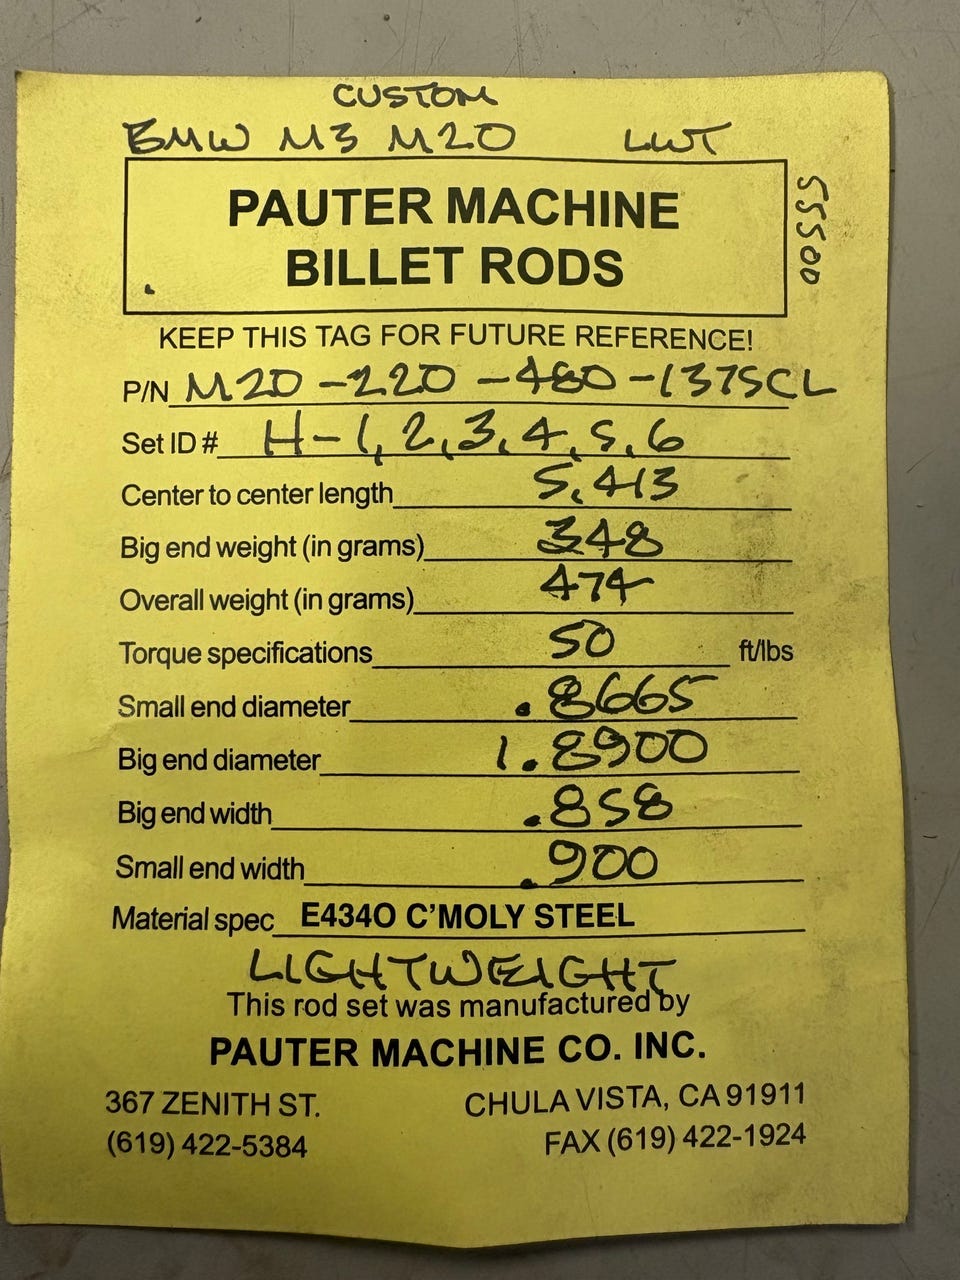 CUSTOM
BMW M3 M20 LWT
55500
PAUTER MACHINE
BILLET RODS
KEEP THIS TAG FOR FUTURE REFERENCE!
P/N M20-220-480-1375CL
Set ID # H-1,2,3,4,5,6
Center to center length 5.413
Big end weight (in grams) 348
Overall weight (in grams) 474
Torque specifications 50 ft/lbs
Small end diameter .8665
Big end diameter 1.8900
Big end width .858
Small end width .900
Material spec E4340 C'MOLY STEEL
LIGHTWEIGHT
This rod set was manufactured by
PAUTER MACHINE CO. INC.
367 ZENITH ST. CHULA VISTA, CA 91911
(619) 422-5384 FAX (619) 422-1924